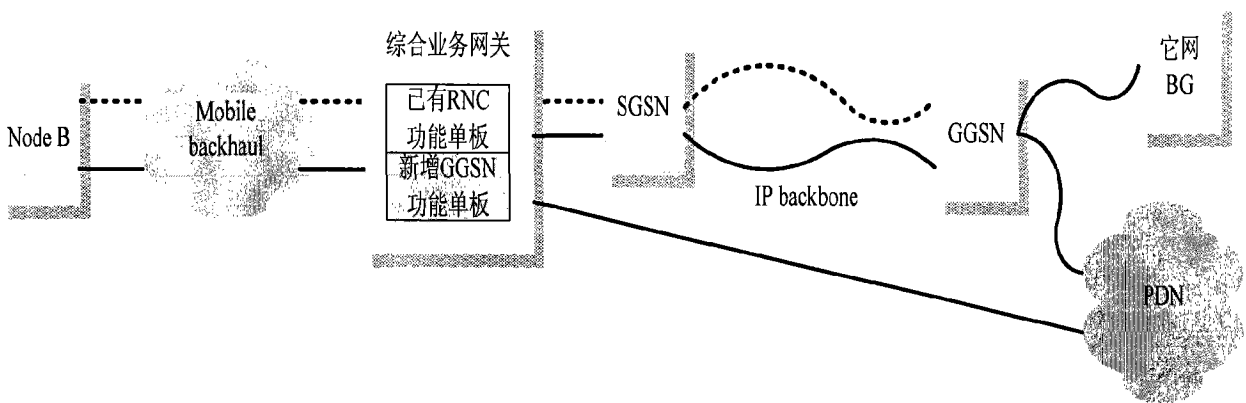 综合业务网关
已有RNC
功能单板
新增GGSN
功能单板
Node B
Mobile
backhaul
SGSN
IP backbone
GGSN
它网
BG
PDN